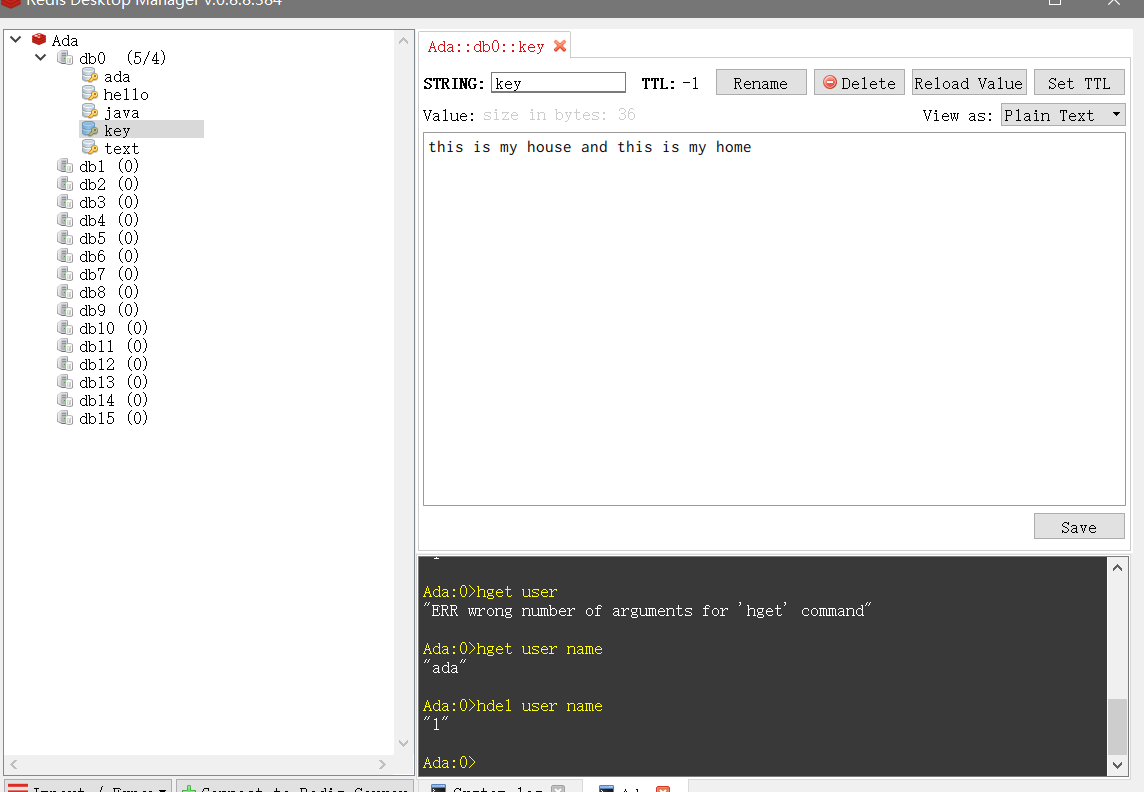 Redis Desktop Manager v.0.8.8.384
Ada
db0 (5/4)
ada
hello
java
key
text
db1 (0)
db2 (0)
db3 (0)
db4 (0)
db5 (0)
db6 (0)
db7 (0)
db8 (0)
db9 (0)
db10 (0)
db11 (0)
db12 (0)
db13 (0)
db14 (0)
db15 (0)
Ada::db0::key
STRING: key TTL: -1 Rename Delete Reload Value Set TTL
Value: size in bytes: 36 View as: Plain Text
this is my house and this is my home
Save
Ada:0>hget user
"ERR wrong number of arguments for 'hget' command"
Ada:0>hget user name
"ada"
Ada:0>hdel user name
"1"
Ada:0>
Import / Connect to Redis
System log Ada